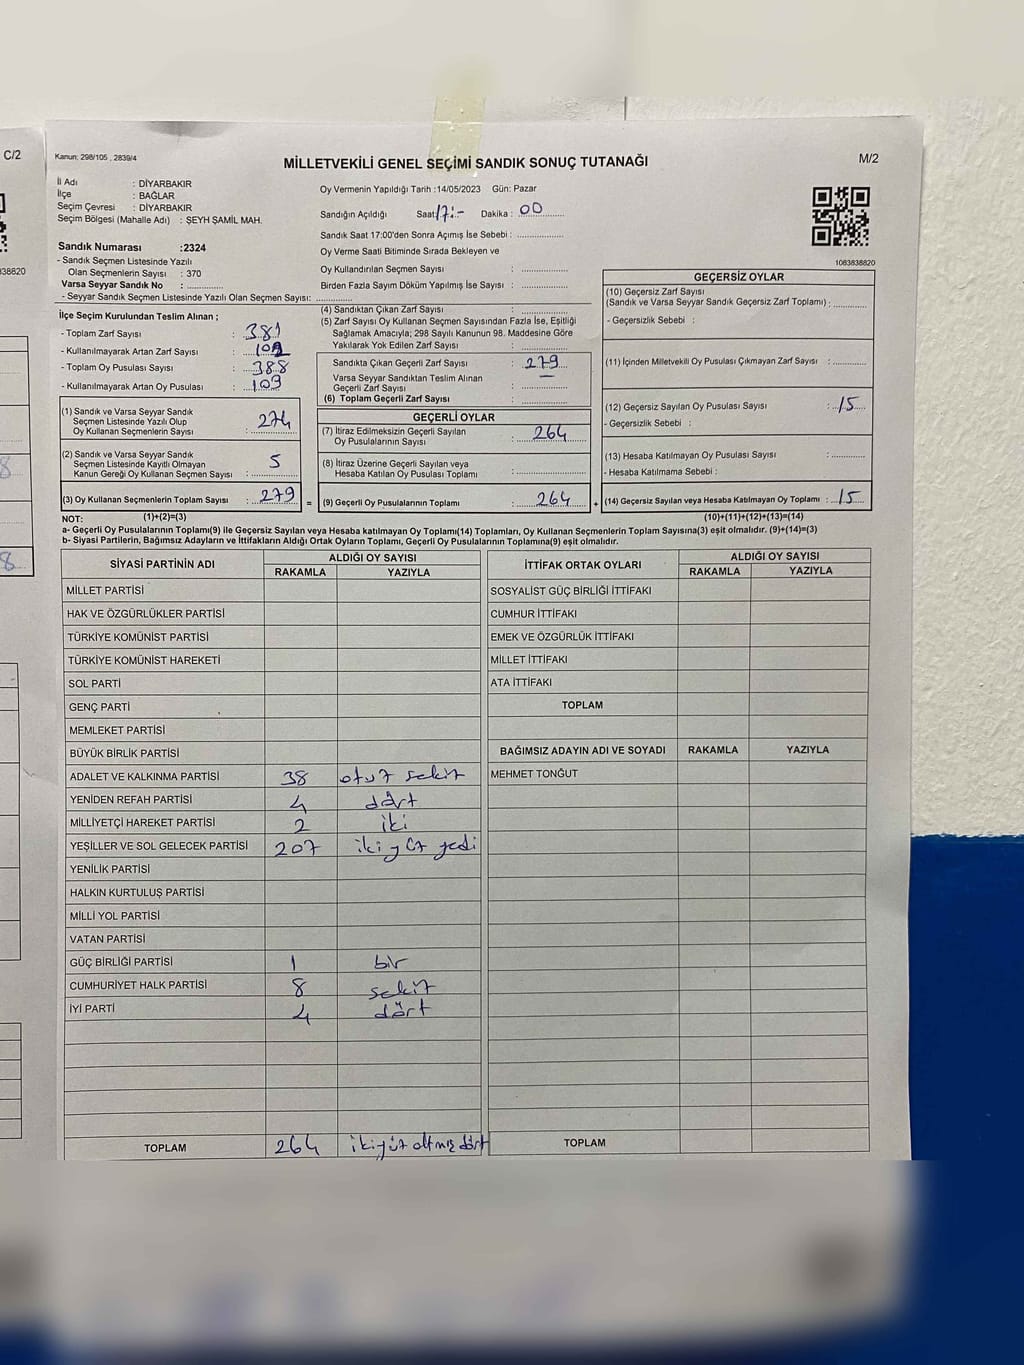 C/2
Kanun: 298/105 , 2839/4
MİLLETVEKİLİ GENEL SEÇİMİ SANDIK SONUÇ TUTANAĞI
M/2
İl Adı : DİYARBAKIR
İlçe : BAĞLAR
Seçim Çevresi : DİYARBAKIR
Seçim Bölgesi (Mahalle Adı) : ŞEYH ŞAMİL MAH.
Sandık Numarası :2324
- Sandık Seçmen Listesinde Yazılı
Olan Seçmenlerin Sayısı : 370
Varsa Seyyar Sandık No :
- Seyyar Sandık Seçmen Listesinde Yazılı Olan Seçmen Sayısı:
Oy Vermenin Yapıldığı Tarih :14/05/2023 Gün: Pazar
Sandığın Açıldığı Saat 17:- Dakika : 00
Sandık Saat 17:00'den Sonra Açımış İse Sebebi :
Oy Verme Saati Bitiminde Sırada Bekleyen ve
Oy Kullandırılan Seçmen Sayısı :
Birden Fazla Sayım Döküm Yapılmış İse Sayısı :
1083838820
38820
İlçe Seçim Kurulundan Teslim Alınan ;
- Toplam Zarf Sayısı : 381
- Kullanılmayarak Artan Zarf Sayısı : 102
- Toplam Oy Pusulası Sayısı : 388
- Kullanılmayarak Artan Oy Pusulası : 109
(1) Sandık ve Varsa Seyyar Sandık
Seçmen Listesinde Yazılı Olup
Oy Kullanan Seçmenlerin Sayısı : 274
(2) Sandık ve Varsa Seyyar Sandık
Seçmen Listesinde Kayıtlı Olmayan
Kanun Gereği Oy Kullanan Seçmen Sayısı : 5
(3) Oy Kullanan Seçmenlerin Toplam Sayısı : 279 =
(4) Sandıktan Çıkan Zarf Sayısı :
(5) Zarf Sayısı Oy Kullanan Seçmen Sayısından Fazla İse, Eşitliği
Sağlamak Amacıyla; 298 Sayılı Kanunun 98. Maddesine Göre
Yakılarak Yok Edilen Zarf Sayısı :
Sandıkta Çıkan Geçerli Zarf Sayısı : 279
Varsa Seyyar Sandıktan Teslim Alınan
Geçerli Zarf Sayısı : —
(6) Toplam Geçerli Zarf Sayısı :
GEÇERLİ OYLAR
(7) İtiraz Edilmeksizin Geçerli Sayılan
Oy Pusulalarının Sayısı : 264
(8) İtiraz Üzerine Geçerli Sayılan veya
Hesaba Katılan Oy Pusulası Toplamı :
(9) Geçerli Oy Pusulalarının Toplamı : 264 +
GEÇERSİZ OYLAR
(10) Geçersiz Zarf Sayısı
(Sandık ve Varsa Seyyar Sandık Geçersiz Zarf Toplamı) :
- Geçersizlik Sebebi :
(11) İçinden Milletvekili Oy Pusulası Çıkmayan Zarf Sayısı :
(12) Geçersiz Sayılan Oy Pusulası Sayısı : 15
- Geçersizlik Sebebi :
(13) Hesaba Katılmayan Oy Pusulası Sayısı :
- Hesaba Katılmama Sebebi :
(14) Geçersiz Sayılan veya Hesaba Katılmayan Oy Toplamı : 15
NOT: (1)+(2)=(3) (10)+(11)+(12)+(13)=(14)
a- Geçerli Oy Pusulalarının Toplamı(9) ile Geçersiz Sayılan veya Hesaba katılmayan Oy Toplamı(14) Toplamları, Oy Kullanan Seçmenlerin Toplam Sayısına(3) eşit olmalıdır. (9)+(14)=(3)
b- Siyasi Partilerin, Bağımsız Adayların ve İttifakların Aldığı Ortak Oyların Toplamı, Geçerli Oy Pusulalarının Toplamına(9) eşit olmalıdır.
SİYASİ PARTİNİN ADI ALDIĞI OY SAYISI
RAKAMLA YAZIYLA
MİLLET PARTİSİ
HAK VE ÖZGÜRLÜKLER PARTİSİ
TÜRKİYE KOMÜNİST PARTİSİ
TÜRKİYE KOMÜNİST HAREKETİ
SOL PARTİ
GENÇ PARTİ
MEMLEKET PARTİSİ
BÜYÜK BİRLİK PARTİSİ
ADALET VE KALKINMA PARTİSİ 38 otuz sekiz
YENİDEN REFAH PARTİSİ 4 dört
MİLLİYETÇİ HAREKET PARTİSİ 2 iki
YEŞİLLER VE SOL GELECEK PARTİSİ 207 iki yüz yedi
YENİLİK PARTİSİ
HALKIN KURTULUŞ PARTİSİ
MİLLİ YOL PARTİSİ
VATAN PARTİSİ
GÜÇ BİRLİĞİ PARTİSİ 1 bir
CUMHURİYET HALK PARTİSİ 8 sekiz
İYİ PARTİ 4 dört
TOPLAM 264 ikiyüz altmış dört
İTTİFAK ORTAK OYLARI ALDIĞI OY SAYISI
RAKAMLA YAZIYLA
SOSYALİST GÜÇ BİRLİĞİ İTTİFAKI
CUMHUR İTTİFAKI
EMEK VE ÖZGÜRLÜK İTTİFAKI
MİLLET İTTİFAKI
ATA İTTİFAKI
TOPLAM
BAĞIMSIZ ADAYIN ADI VE SOYADI RAKAMLA YAZIYLA
MEHMET TONĞUT
TOPLAM